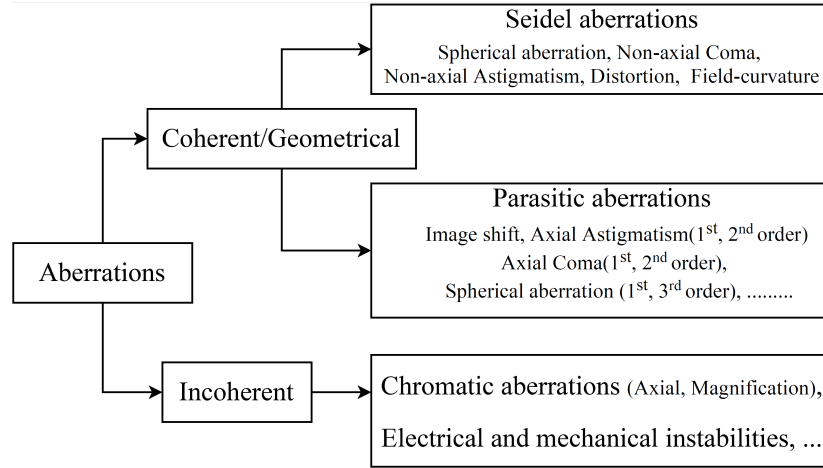 Seidel aberrations
Spherical aberration, Non-axial Coma,
Non-axial Astigmatism, Distortion, Field-curvature
Coherent/Geometrical
Parasitic aberrations
Image shift, Axial Astigmatism(1st, 2nd order)
Axial Coma(1st, 2nd order),
Spherical aberration (1st, 3rd order), .........
Aberrations
Incoherent
Chromatic aberrations (Axial, Magnification),
Electrical and mechanical instabilities, ...